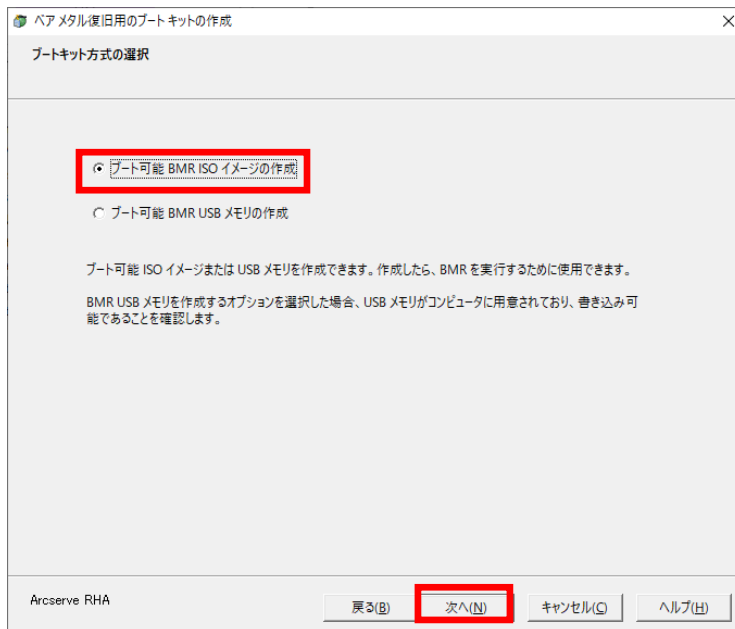 ベア メタル復旧用のブート キットの作成
ブートキット方式の選択
ブート可能 BMR ISO イメージの作成
ブート可能 BMR USB メモリの作成
ブート可能 ISO イメージまたは USB メモリを作成できます。作成したら、BMR を実行するために使用できます。
BMR USB メモリを作成するオプションを選択した場合、USB メモリがコンピュータに用意されており、書き込み可
能であることを確認します。
Arcserve RHA
戻る(B) 次へ(N) キャンセル(C) ヘルプ(H)